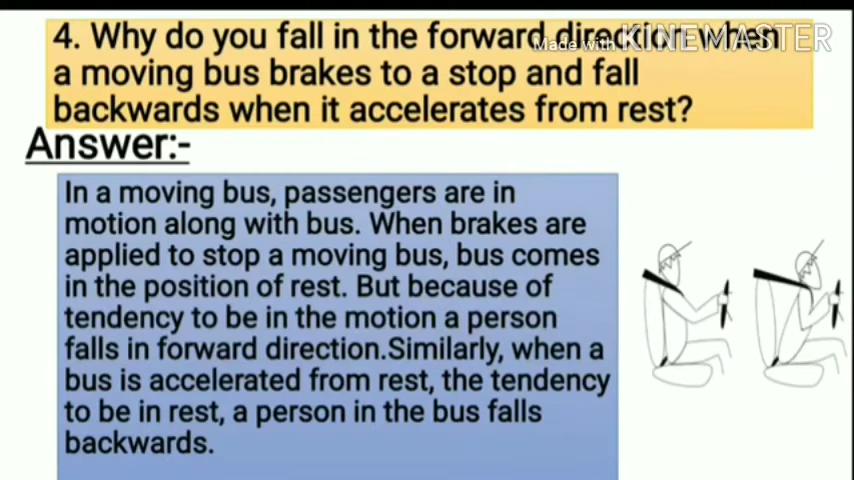 4. Why do you fall in the forward direction when
Made with KINEMASTER
a moving bus brakes to a stop and fall
backwards when it accelerates from rest?
Answer:-
In a moving bus, passengers are in
motion along with bus. When brakes are
applied to stop a moving bus, bus comes
in the position of rest. But because of
tendency to be in the motion a person
falls in forward direction.Similarly, when a
bus is accelerated from rest, the tendency
to be in rest, a person in the bus falls
backwards.